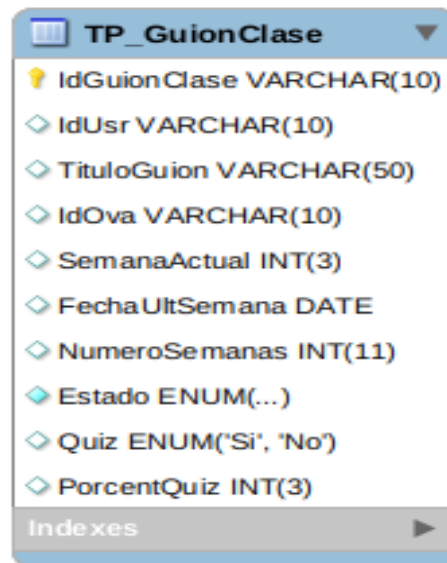 TP_GuionClase
IdGuionClase VARCHAR(10)
IdUsr VARCHAR(10)
TituloGuion VARCHAR(50)
IdOva VARCHAR(10)
SemanaActual INT(3)
FechaUltSemana DATE
NumeroSemanas INT(11)
Estado ENUM(...)
Quiz ENUM('Si', 'No')
PorcentQuiz INT(3)
Indexes